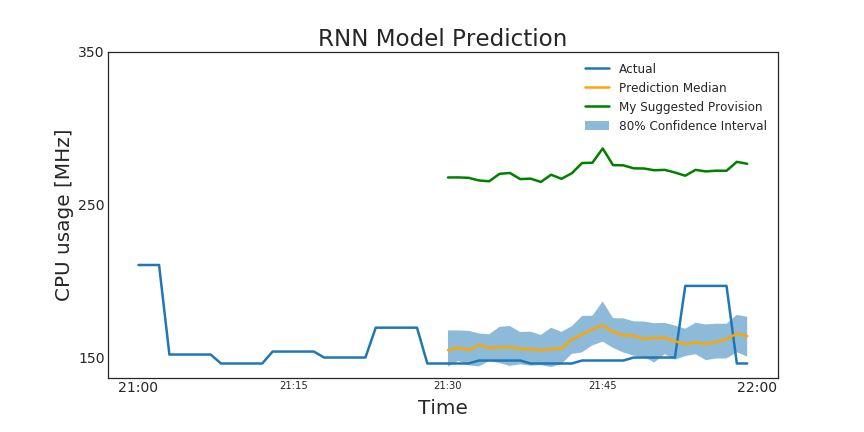 RNN Model Prediction
350
250
150
CPU usage [MHz]
Actual
Prediction Median
My Suggested Provision
80% Confidence Interval
21:00
21:15
21:30
21:45
22:00
Time